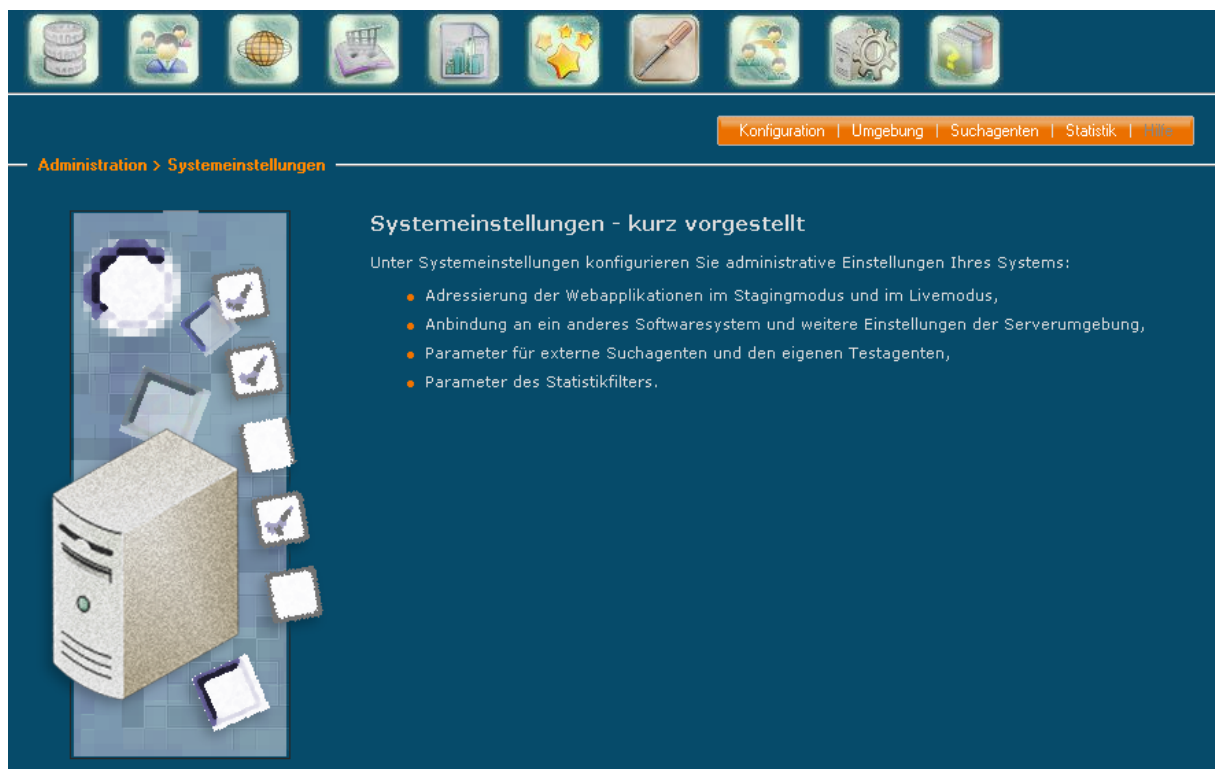 Konfiguration | Umgebung | Suchagenten | Statistik | Hilfe
Administration > Systemeinstellungen
Systemeinstellungen - kurz vorgestellt
Unter Systemeinstellungen konfigurieren Sie administrative Einstellungen Ihres Systems:
• Adressierung der Webapplikationen im Stagingmodus und im Livemodus,
• Anbindung an ein anderes Softwaresystem und weitere Einstellungen der Serverumgebung,
• Parameter für externe Suchagenten und den eigenen Testagenten,
• Parameter des Statistikfilters.